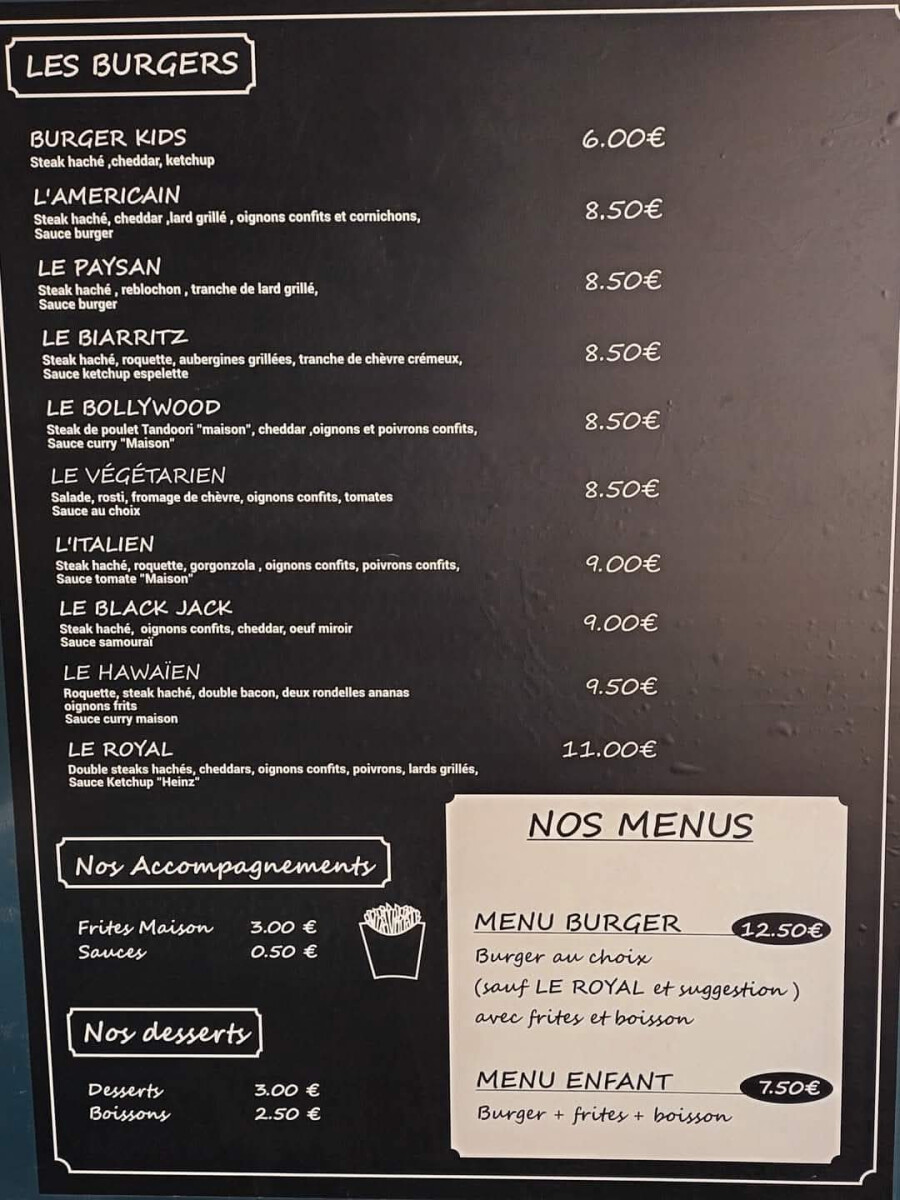 LES BURGERS
BURGER KIDS 6.00€
Steak haché ,cheddar, ketchup
L'AMERICAIN 8.50€
Steak haché, cheddar ,lard grillé , oignons confits et cornichons,
Sauce burger
LE PAYSAN 8.50€
Steak haché , reblochon , tranche de lard grillé,
Sauce burger
LE BIARRITZ 8.50€
Steak haché, roquette, aubergines grillées, tranche de chèvre crémeux,
Sauce ketchup espelette
LE BOLLYWOOD 8.50€
Steak de poulet Tandoori "maison", cheddar ,oignons et poivrons confits,
Sauce curry "Maison"
LE VÉGÉTARIEN 8.50€
Salade, rosti, fromage de chèvre, oignons confits, tomates
Sauce au choix
L'ITALIEN 9.00€
Steak haché, roquette, gorgonzola , oignons confits, poivrons confits,
Sauce tomate "Maison"
LE BLACK JACK 9.00€
Steak haché, oignons confits, cheddar, oeuf miroir
Sauce samouraï
LE HAWAÏEN 9.50€
Roquette, steak haché, double bacon, deux rondelles ananas
oignons frits
Sauce curry maison
LE ROYAL 11.00€
Double steaks hachés, cheddars, oignons confits, poivrons, lards grillés,
Sauce Ketchup "Heinz"
Nos Accompagnements
Frites Maison 3.00 €
Sauces 0.50 €
Nos desserts
Desserts 3.00 €
Boissons 2.50 €
NOS MENUS
MENU BURGER 12.50€
Burger au choix
(sauf LE ROYAL et suggestion )
avec frites et boisson
MENU ENFANT 7.50€
Burger + frites + boisson